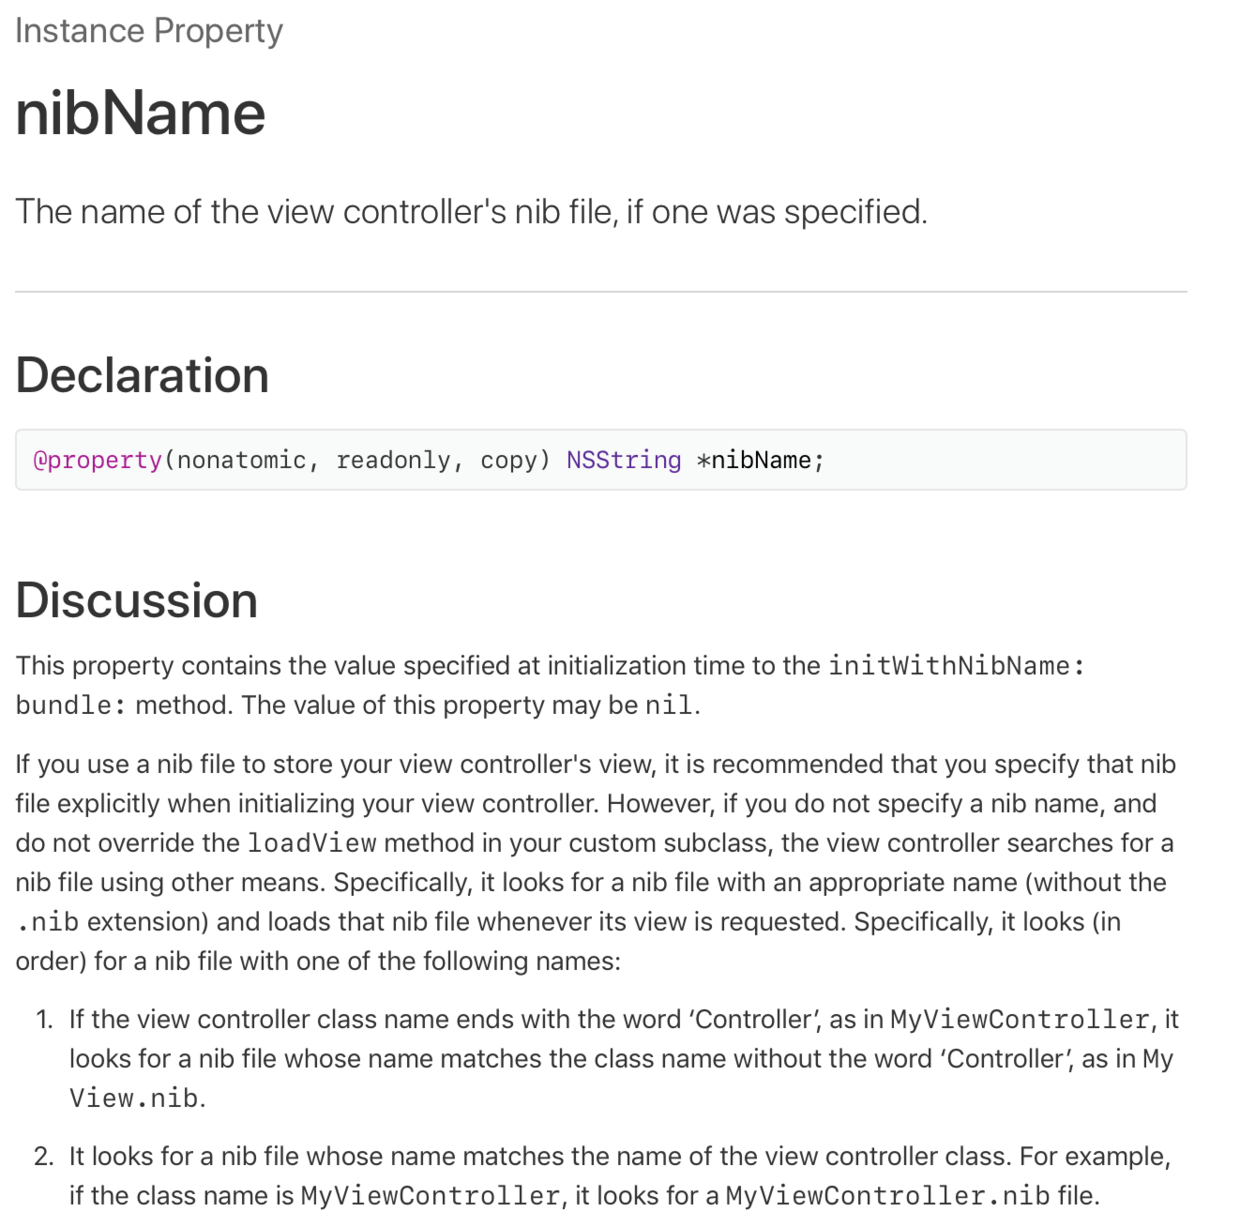 Instance Property
nibName
The name of the view controller's nib file, if one was specified.
Declaration
@property(nonatomic, readonly, copy) NSString *nibName;
Discussion
This property contains the value specified at initialization time to the initWithNibName:
bundle: method. The value of this property may be nil.
If you use a nib file to store your view controller's view, it is recommended that you specify that nib
file explicitly when initializing your view controller. However, if you do not specify a nib name, and
do not override the loadView method in your custom subclass, the view controller searches for a
nib file using other means. Specifically, it looks for a nib file with an appropriate name (without the
.nib extension) and loads that nib file whenever its view is requested. Specifically, it looks (in
order) for a nib file with one of the following names:
1. If the view controller class name ends with the word ‘Controller’, as in MyViewController, it
looks for a nib file whose name matches the class name without the word ‘Controller’, as in My
View.nib.
2. It looks for a nib file whose name matches the name of the view controller class. For example,
if the class name is MyViewController, it looks for a MyViewController.nib file.